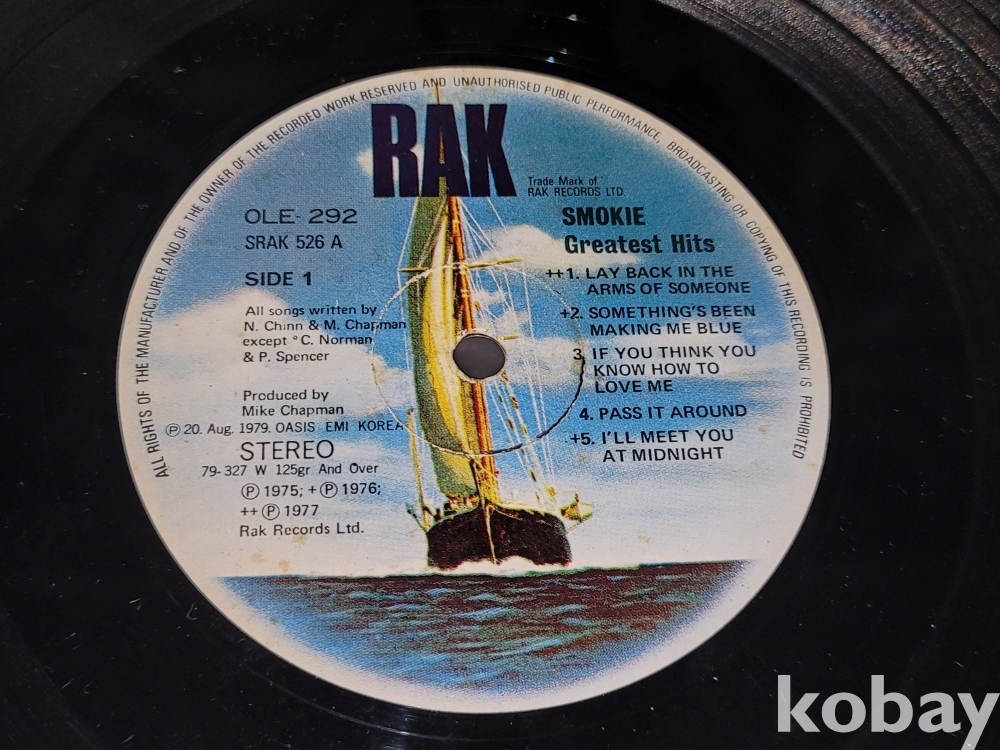 ALL RIGHTS OF THE MANUFACTURER AND OF THE OWNER OF THE RECORDED WORK RESERVED AND UNAUTHORISED PUBLIC PERFORMANCE, BROADCASTING OR COPYING OF THIS RECORDING IS PROHIBITED
RAK
Trade Mark of
RAK RECORDS LTD.
OLE- 292
SRAK 526 A
SIDE 1
All songs written by
N. Chinn & M. Chapman
except °C. Norman
& P. Spencer
Produced by
Mike Chapman
℗ 20. Aug. 1979. OASIS EMI KOREA
STEREO
79-327 W 125gr And Over
℗ 1975; +℗ 1976;
++ ℗ 1977
Rak Records Ltd.
SMOKIE
Greatest Hits
++1. LAY BACK IN THE
ARMS OF SOMEONE
+2. SOMETHING'S BEEN
MAKING ME BLUE
3. IF YOU THINK YOU
KNOW HOW TO
LOVE ME
4. PASS IT AROUND
+5. I'LL MEET YOU
AT MIDNIGHT
kobay